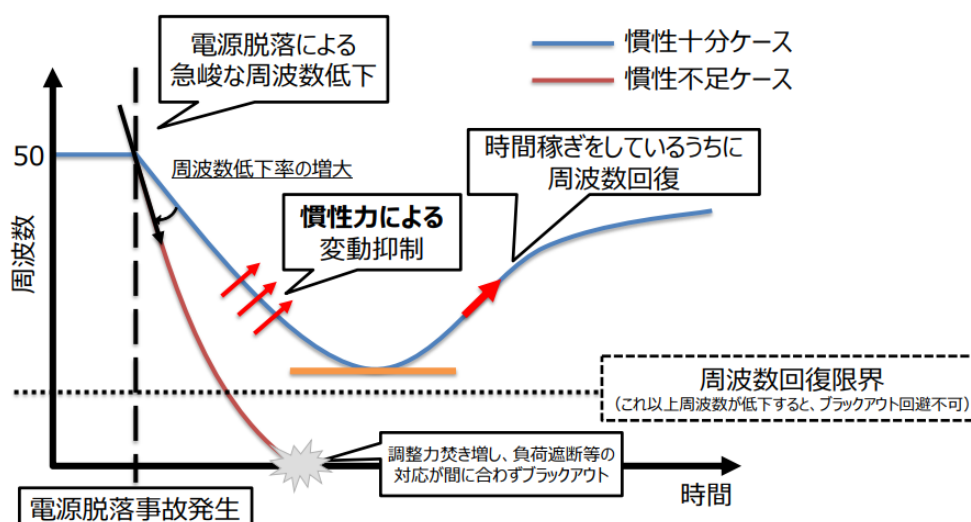 電源脱落による
急峻な周波数低下
慣性十分ケース
慣性不足ケース
50
周波数低下率の増大
時間稼ぎをしているうちに
周波数回復
慣性力による
変動抑制
周波数
周波数回復限界
（これ以上周波数が低下すると、ブラックアウト回避不可）
調整力焚き増し、負荷遮断等の
対応が間に合わずブラックアウト
時間
電源脱落事故発生